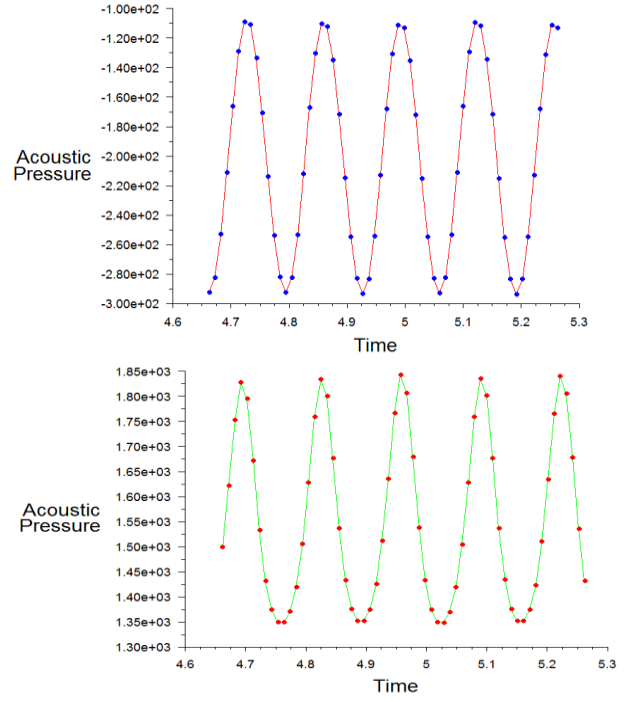 -1.00e+02
-1.20e+02
-1.40e+02
-1.60e+02
-1.80e+02
-2.00e+02
-2.20e+02
-2.40e+02
-2.60e+02
-2.80e+02
-3.00e+02
Acoustic
Pressure
4.6 4.7 4.8 4.9 5 5.1 5.2 5.3
Time
1.85e+03
1.80e+03
1.75e+03
1.70e+03
1.65e+03
1.60e+03
1.55e+03
1.50e+03
1.45e+03
1.40e+03
1.35e+03
1.30e+03
Acoustic
Pressure
4.6 4.7 4.8 4.9 5 5.1 5.2 5.3
Time